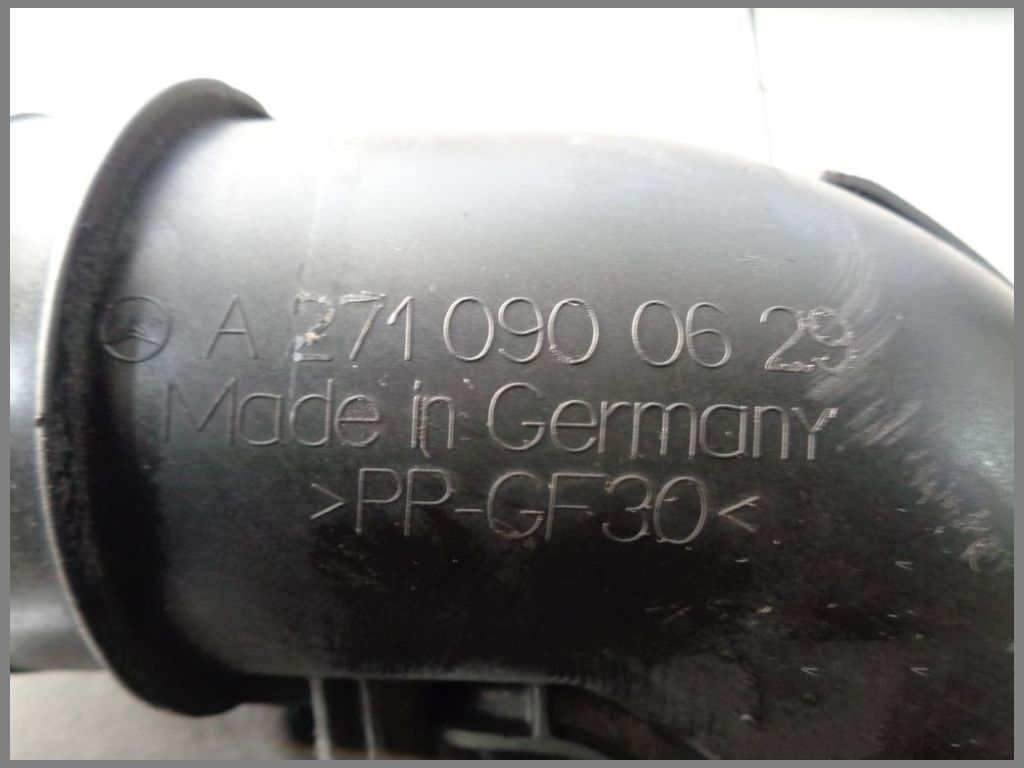 A 271 090 06 29
Made in Germany
>PP-GF30<